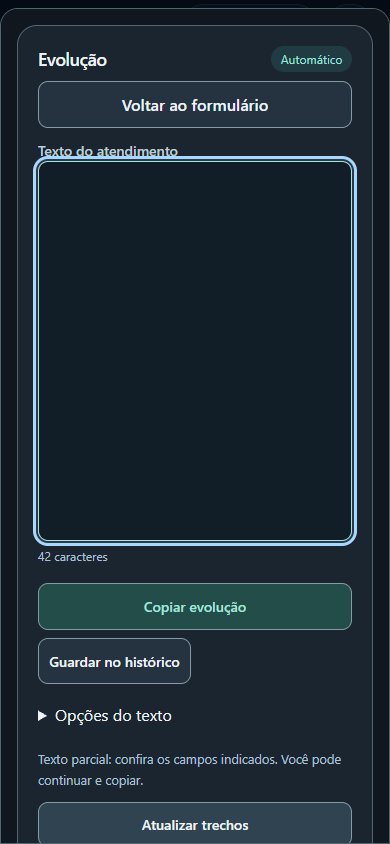 Evolução
Automático
Voltar ao formulário
Texto do atendimento
42 caracteres
Copiar evolução
Guardar no histórico
Opções do texto
Texto parcial: confira os campos indicados. Você pode
continuar e copiar.
Atualizar trechos